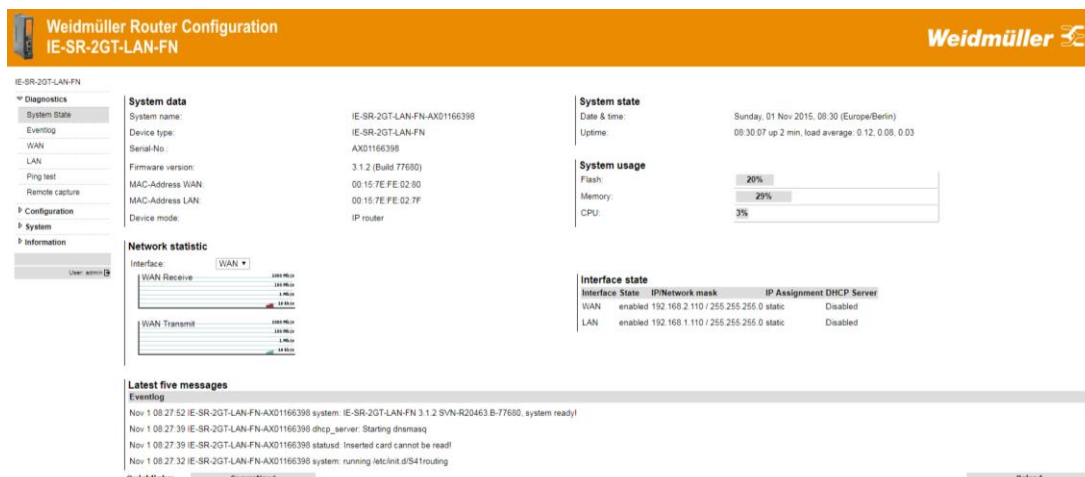 Weidmüller Router Configuration
IE-SR-2GT-LAN-FN
Weidmüller
IE-SR-2GT-LAN-FN
Diagnostics
System State
Eventlog
WAN
LAN
Ping test
Remote capture
Configuration
System
Information
User: admin
System data
System name: IE-SR-2GT-LAN-FN-AX01166398
Device type: IE-SR-2GT-LAN-FN
Serial-No.: AX01166398
Firmware version: 3.1.2 (Build 77680)
MAC-Address WAN: 00:15:7E:FE:02:80
MAC-Address LAN: 00:15:7E:FE:02:7F
Device mode: IP router
System state
Date & time: Sunday, 01 Nov 2015, 08:30 (Europe/Berlin)
Uptime: 08:30:07 up 2 min, load average: 0.12, 0.08, 0.03
System usage
Flash: 20%
Memory: 29%
CPU: 3%
Network statistic
Interface: WAN
WAN Receive
WAN Transmit
Interface state
Interface State IP/Network mask IP Assignment DHCP Server
WAN enabled 192.168.2.110 / 255.255.255.0 static Disabled
LAN enabled 192.168.1.110 / 255.255.255.0 static Disabled
Latest five messages
Eventlog
Nov 1 08:27:52 IE-SR-2GT-LAN-FN-AX01166398 system: IE-SR-2GT-LAN-FN 3.1.2 SVN-R20463.B-77680, system ready!
Nov 1 08:27:39 IE-SR-2GT-LAN-FN-AX01166398 dhcp_server: Starting dnsmasq
Nov 1 08:27:39 IE-SR-2GT-LAN-FN-AX01166398 statusd: Inserted card cannot be read!
Nov 1 08:27:32 IE-SR-2GT-LAN-FN-AX01166398 system: running /etc/init.d/S41routing